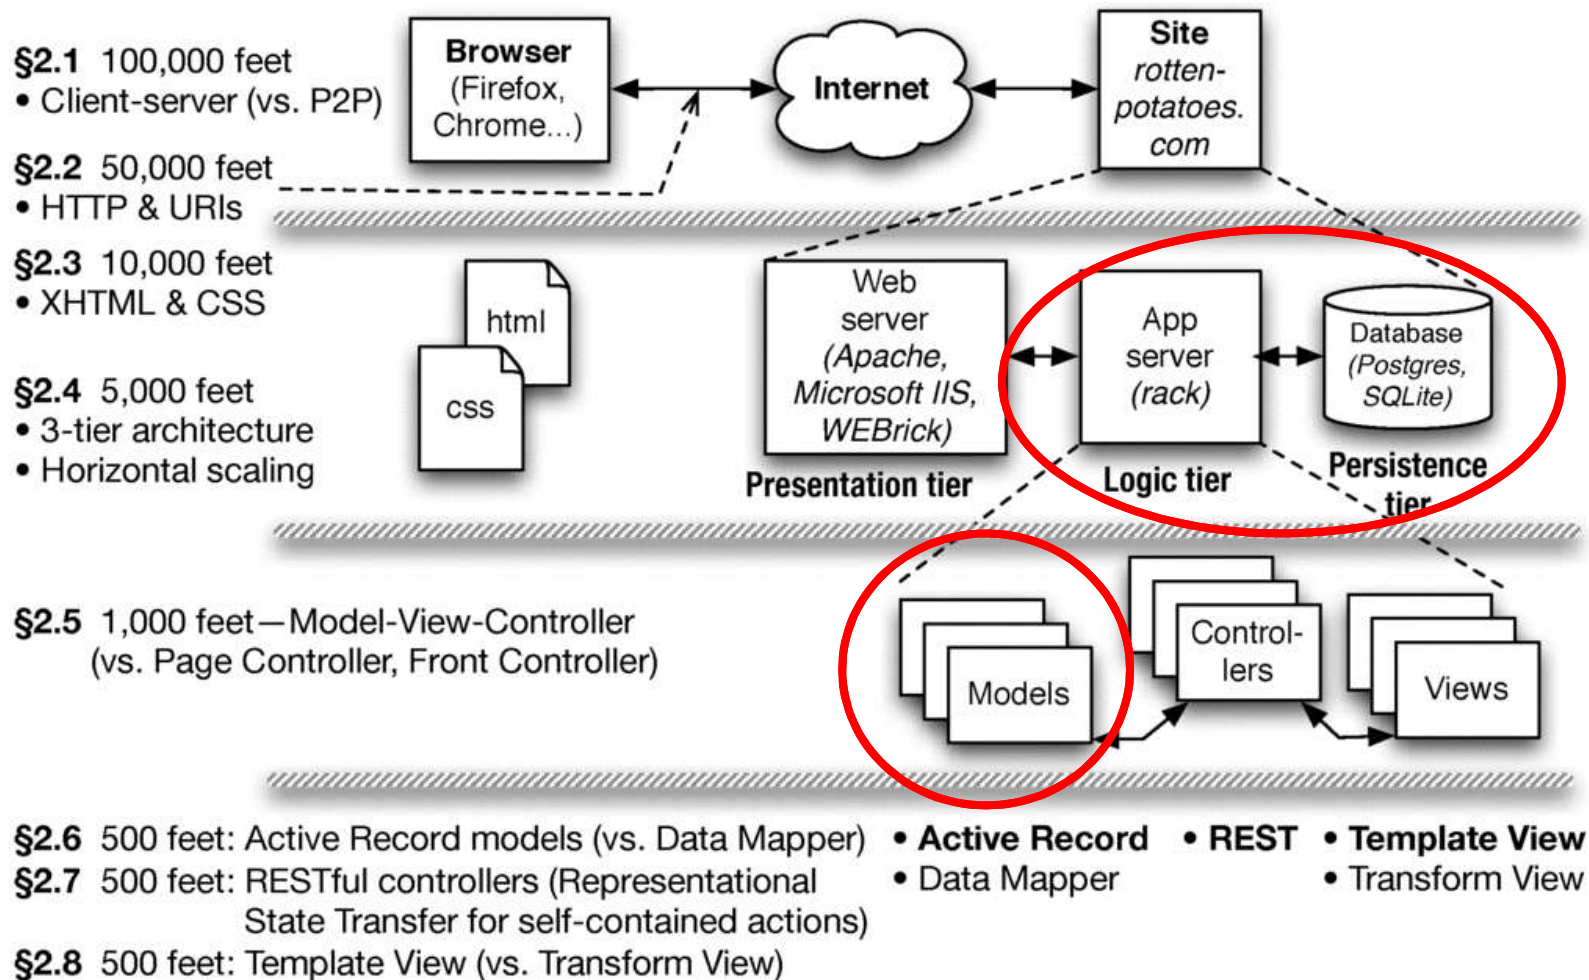 §2.1 100,000 feet
• Client-server (vs. P2P)
§2.2 50,000 feet
• HTTP & URIs
Browser
(Firefox,
Chrome...)
Internet
Site
rotten-
potatoes.
com
§2.3 10,000 feet
• XHTML & CSS
§2.4 5,000 feet
• 3-tier architecture
• Horizontal scaling
html
css
Web
server
(Apache,
Microsoft IIS,
WEBrick)
Presentation tier
App
server
(rack)
Logic tier
Database
(Postgres,
SQLite)
Persistence
tier
§2.5 1,000 feet—Model-View-Controller
(vs. Page Controller, Front Controller)
Models
Control-
lers
Views
§2.6 500 feet: Active Record models (vs. Data Mapper)
§2.7 500 feet: RESTful controllers (Representational
State Transfer for self-contained actions)
§2.8 500 feet: Template View (vs. Transform View)
• Active Record
• Data Mapper
• REST
• Template View
• Transform View